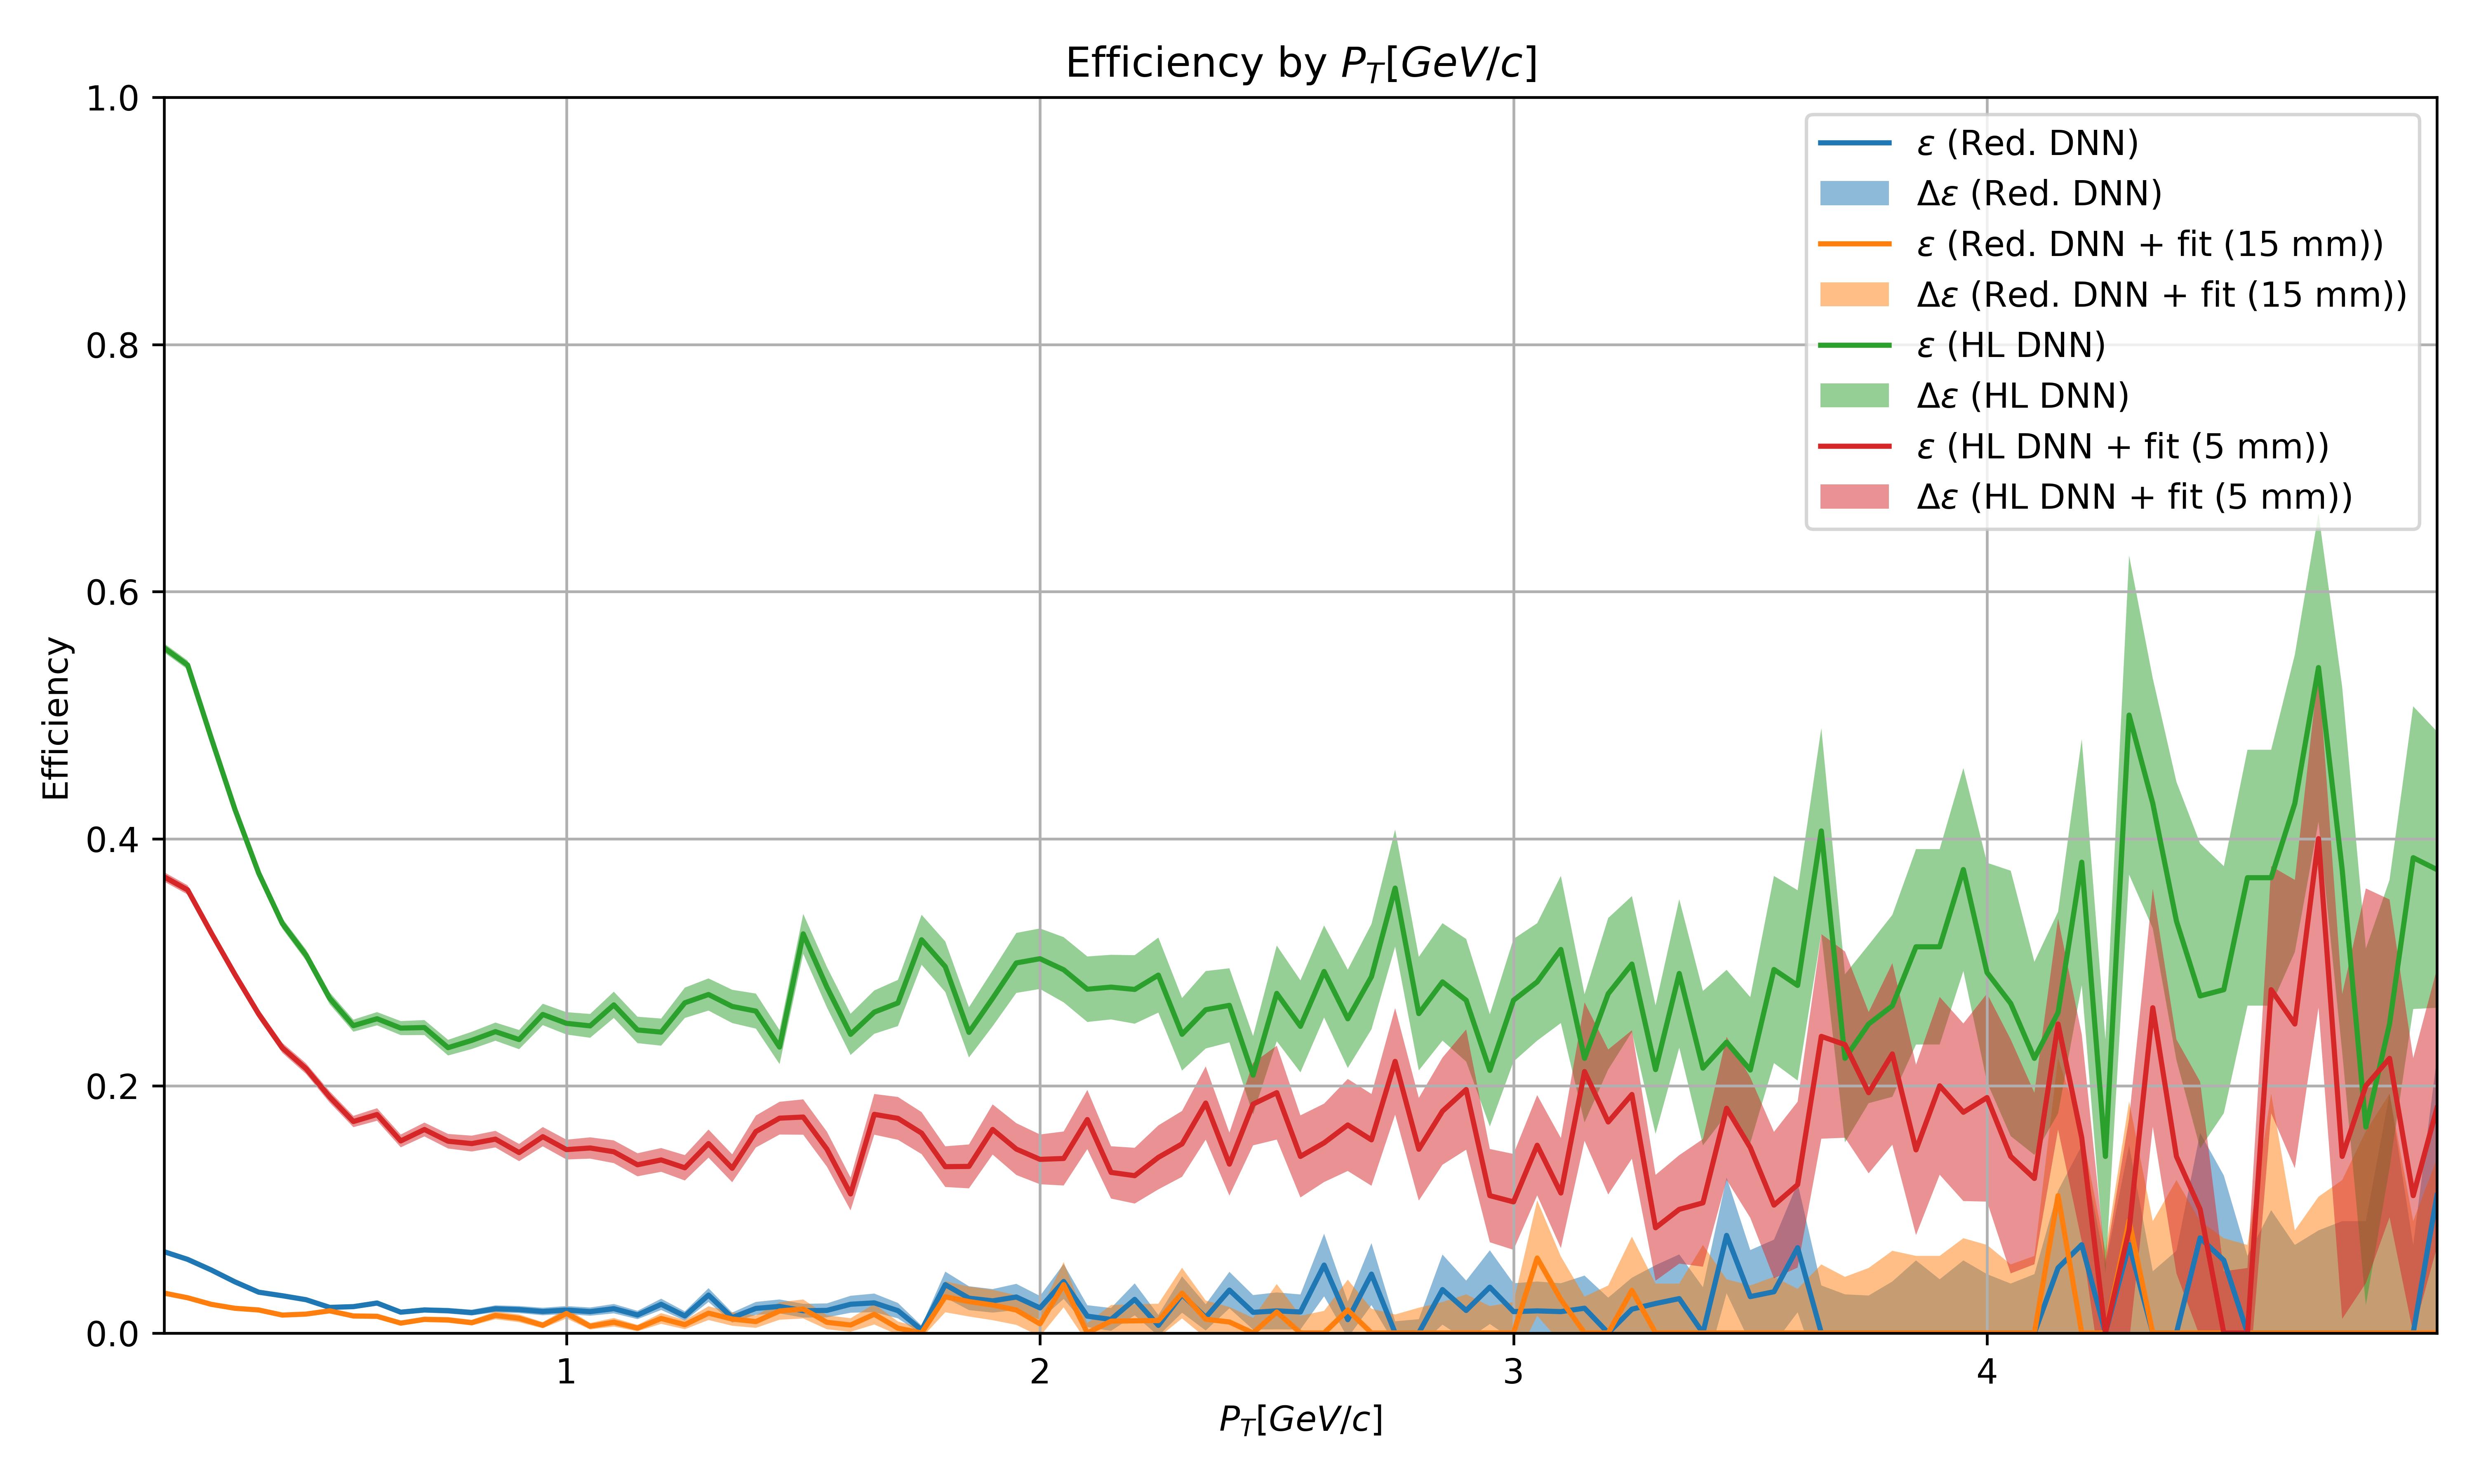 Efficiency by P_T[GeV/c]
1.0
0.8
0.6
0.4
0.2
0.0
Efficiency
ε (Red. DNN)
Δε (Red. DNN)
ε (Red. DNN + fit (15 mm))
Δε (Red. DNN + fit (15 mm))
ε (HL DNN)
Δε (HL DNN)
ε (HL DNN + fit (5 mm))
Δε (HL DNN + fit (5 mm))
1 2 3 4
P_T[GeV/c]